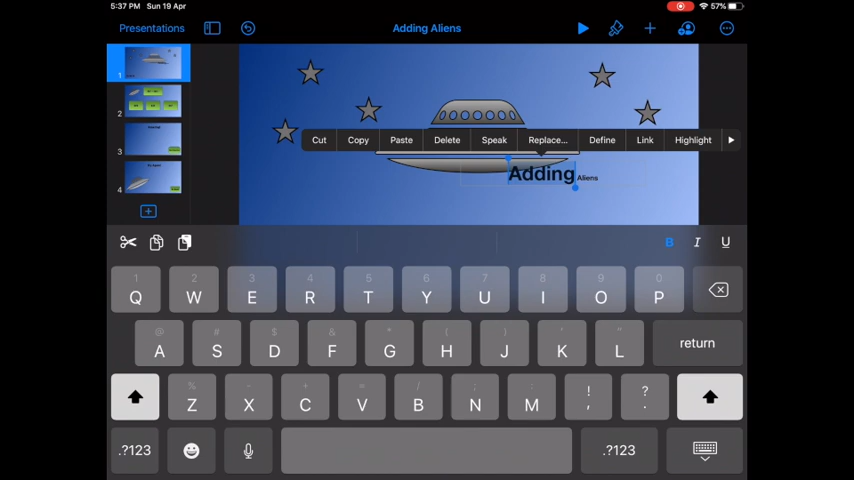 5:37 PM Sun 19 Apr
57%
Presentations
Adding Aliens
1
2
3
4
Cut Copy Paste Delete Speak Replace... Define Link Highlight
Adding Aliens
B I U
1 2 3 4 5 6 7 8 9 0
Q W E R T Y U I O P
@ # $ & * ( ) ' "
A S D F G H J K L return
% - + = / ; : ! ?
Z X C V B N M , .
.?123 .?123